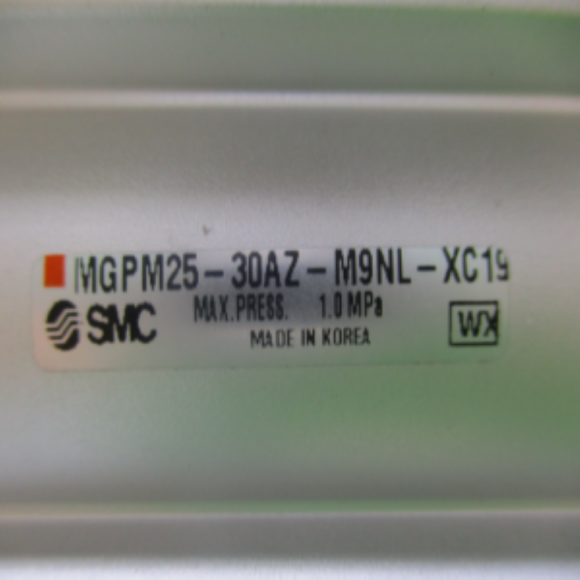 MGPM25-30AZ-M9NL-XC19
SMC MAX.PRESS. 1.0 MPa
MADE IN KOREA
WX